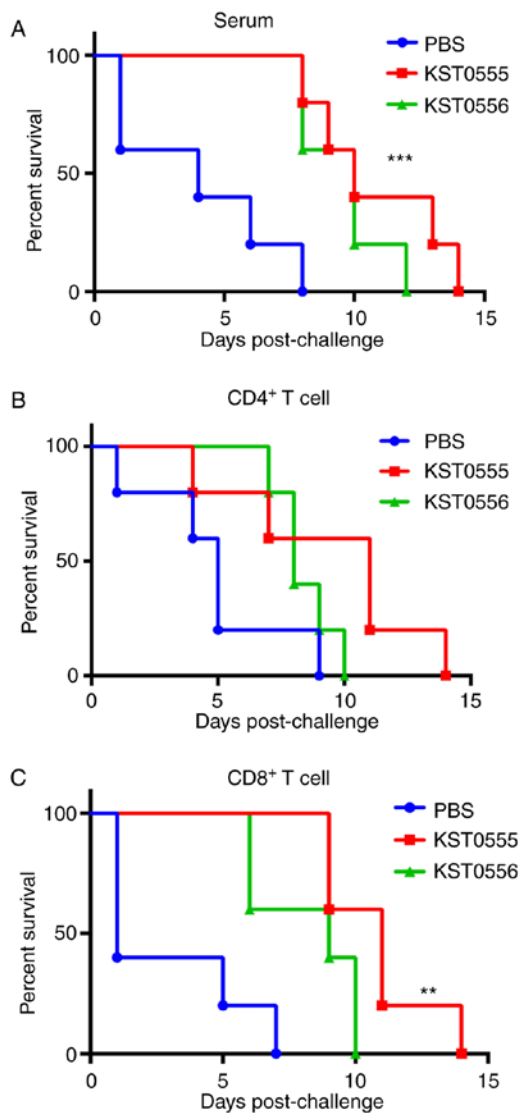 A
Serum
PBS
KST0555
KST0556
***
Percent survival
100
50
0
0 5 10 15
Days post-challenge
B
CD4⁺ T cell
PBS
KST0555
KST0556
Percent survival
100
50
0
0 5 10 15
Days post-challenge
C
CD8⁺ T cell
PBS
KST0555
KST0556
**
Percent survival
100
50
0
0 5 10 15
Days post-challenge